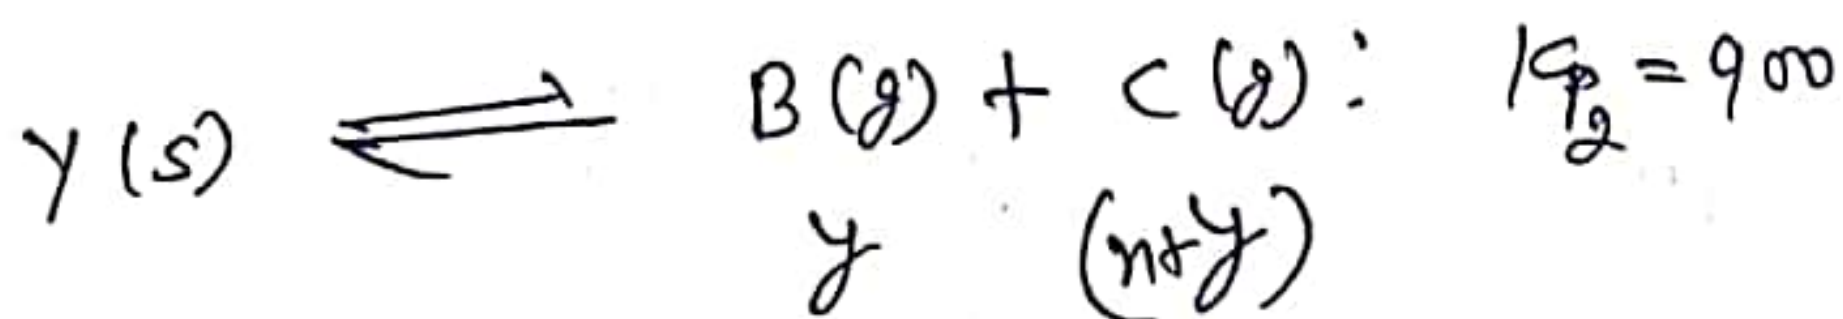 Y(s) ⇌ B(g) + C(g): Kp₂ = 900
y (x+y)